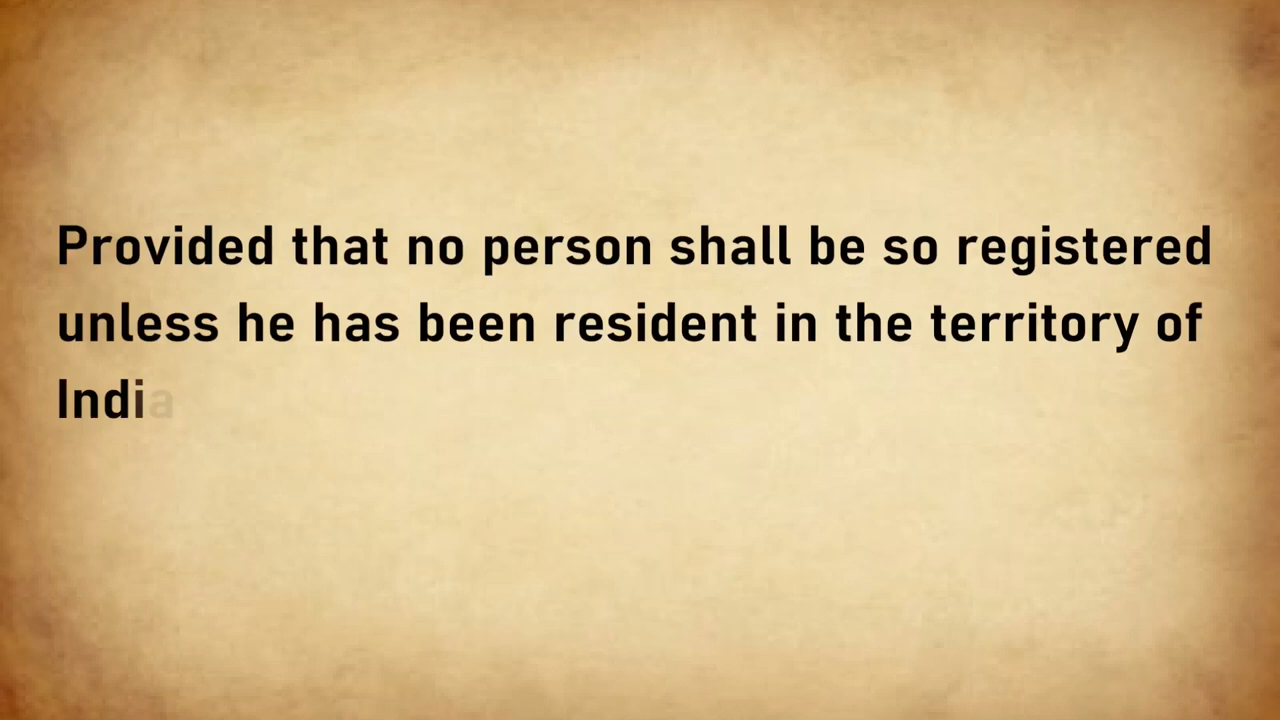 Provided that no person shall be so registered
unless he has been resident in the territory of
India